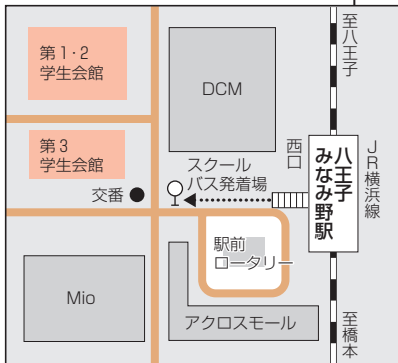 至八王子
第1・2
学生会館
DCM
第3
学生会館
スクール
バス発着場
西口
八王子
みなみ野駅
JR横浜線
交番
駅前
ロータリー
Mio
アクロスモール
至橋本